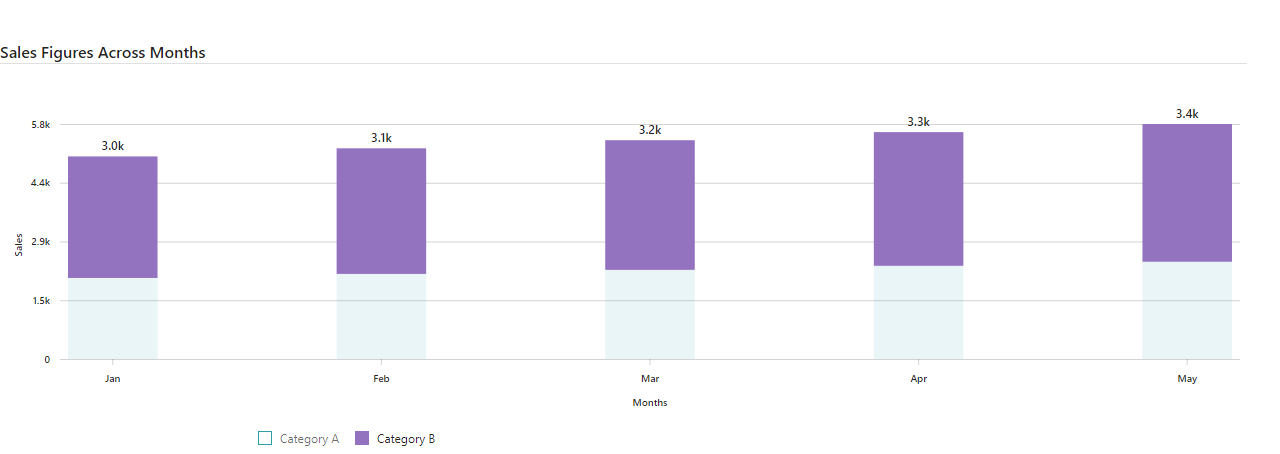 Sales Figures Across Months
5.8k
4.4k
2.9k
1.5k
0
Sales
3.0k
3.1k
3.2k
3.3k
3.4k
Jan
Feb
Mar
Apr
May
Months
Category A
Category B